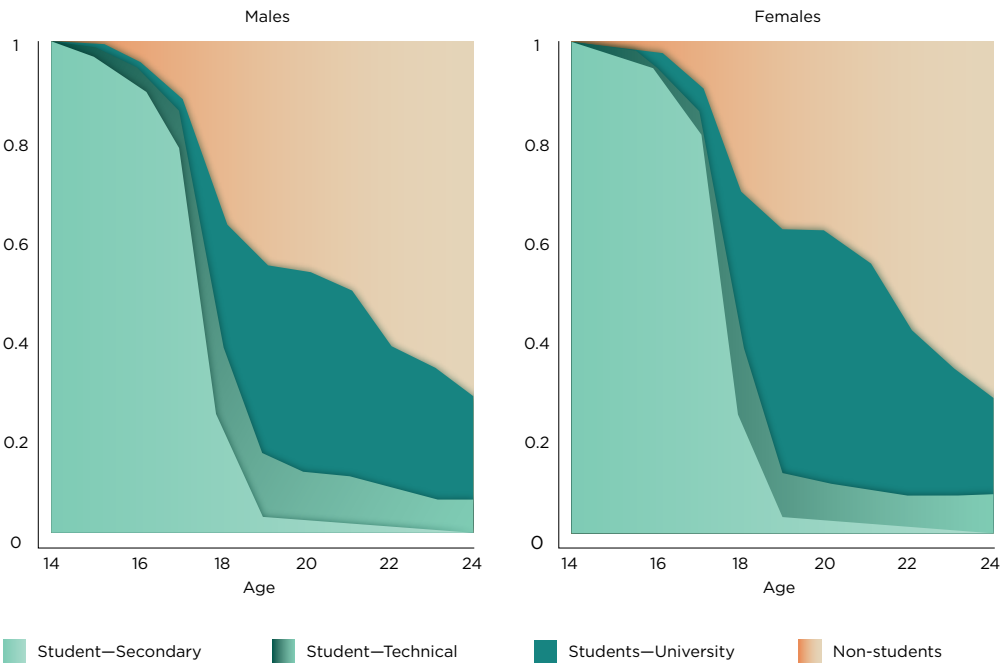 Males
Females
1
0.8
0.6
0.4
0.2
0
14 16 18 20 22 24
Age
1
0.8
0.6
0.4
0.2
0
14 16 18 20 22 24
Age
Student—Secondary
Student—Technical
Students—University
Non-students